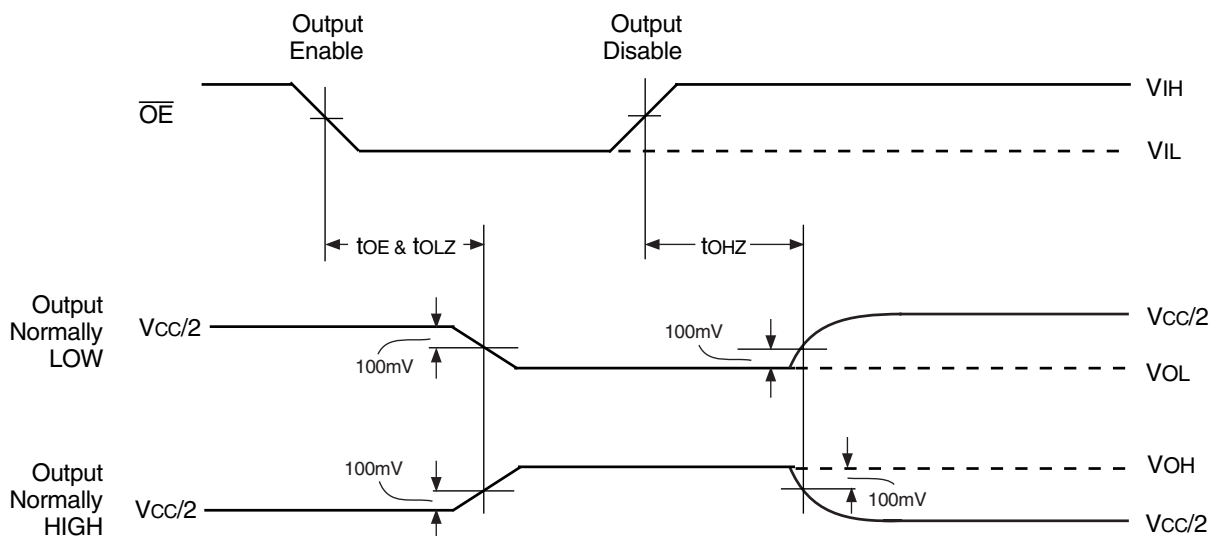 Output
Enable
Output
Disable
OE
VIH
VIL
tOE & tOLZ
tOHZ
Output
Normally
LOW
VCC/2
100mV
100mV
VCC/2
VOL
Output
Normally
HIGH
100mV
VCC/2
VOH
100mV
VCC/2